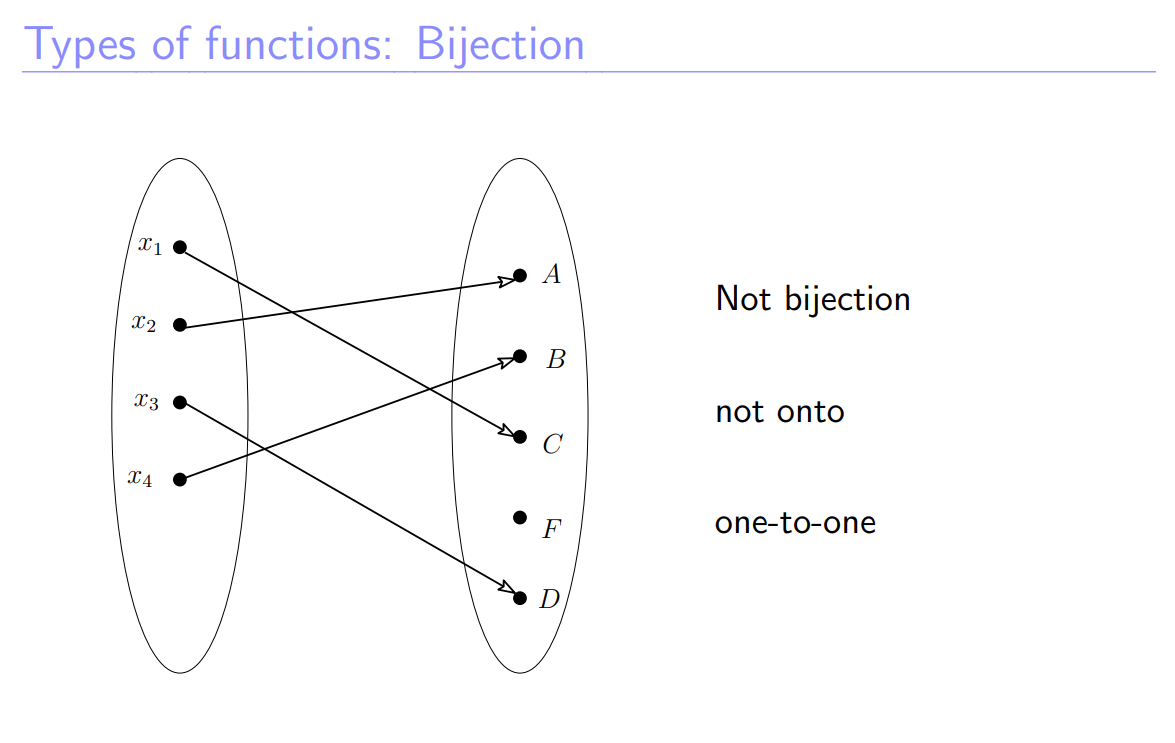 Types of functions: Bijection
x₁
x₂
x₃
x₄
A
B
C
F
D
Not bijection
not onto
one-to-one